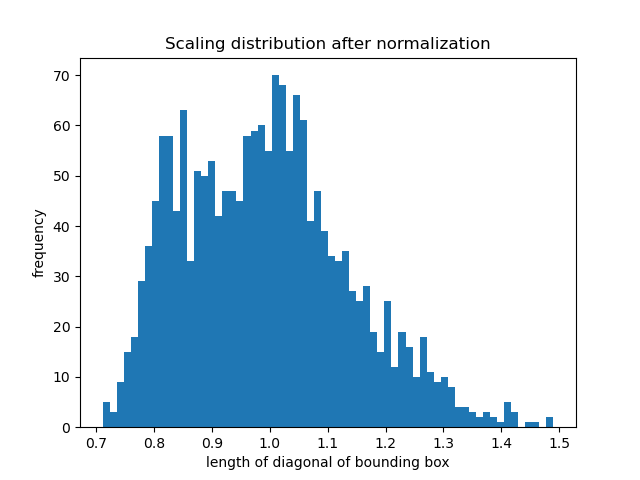 Scaling distribution after normalization
frequency
70
60
50
40
30
20
10
0
0.7 0.8 0.9 1.0 1.1 1.2 1.3 1.4 1.5
length of diagonal of bounding box